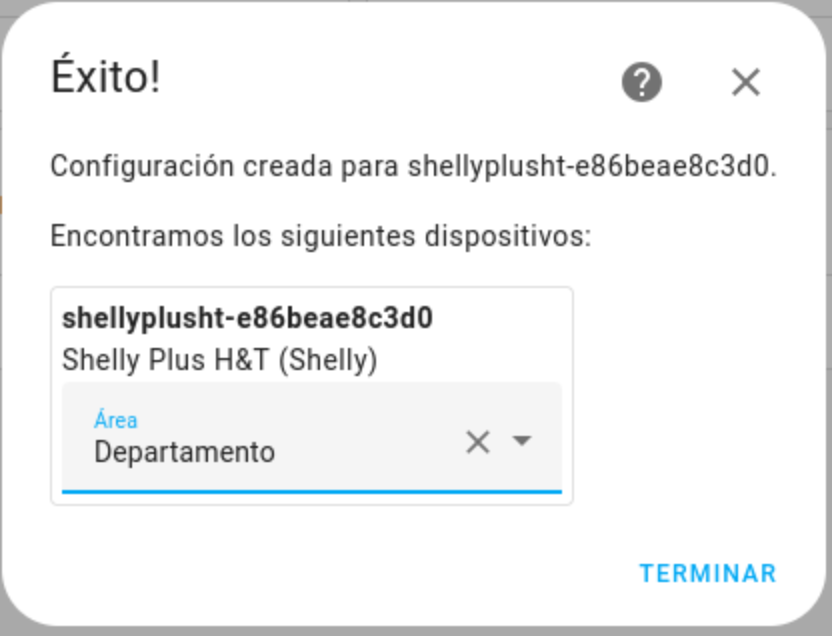 Éxito!
Configuración creada para shellyplusht-e86beae8c3d0.
Encontramos los siguientes dispositivos:
shellyplusht-e86beae8c3d0
Shelly Plus H&T (Shelly)
Área
Departamento
TERMINAR